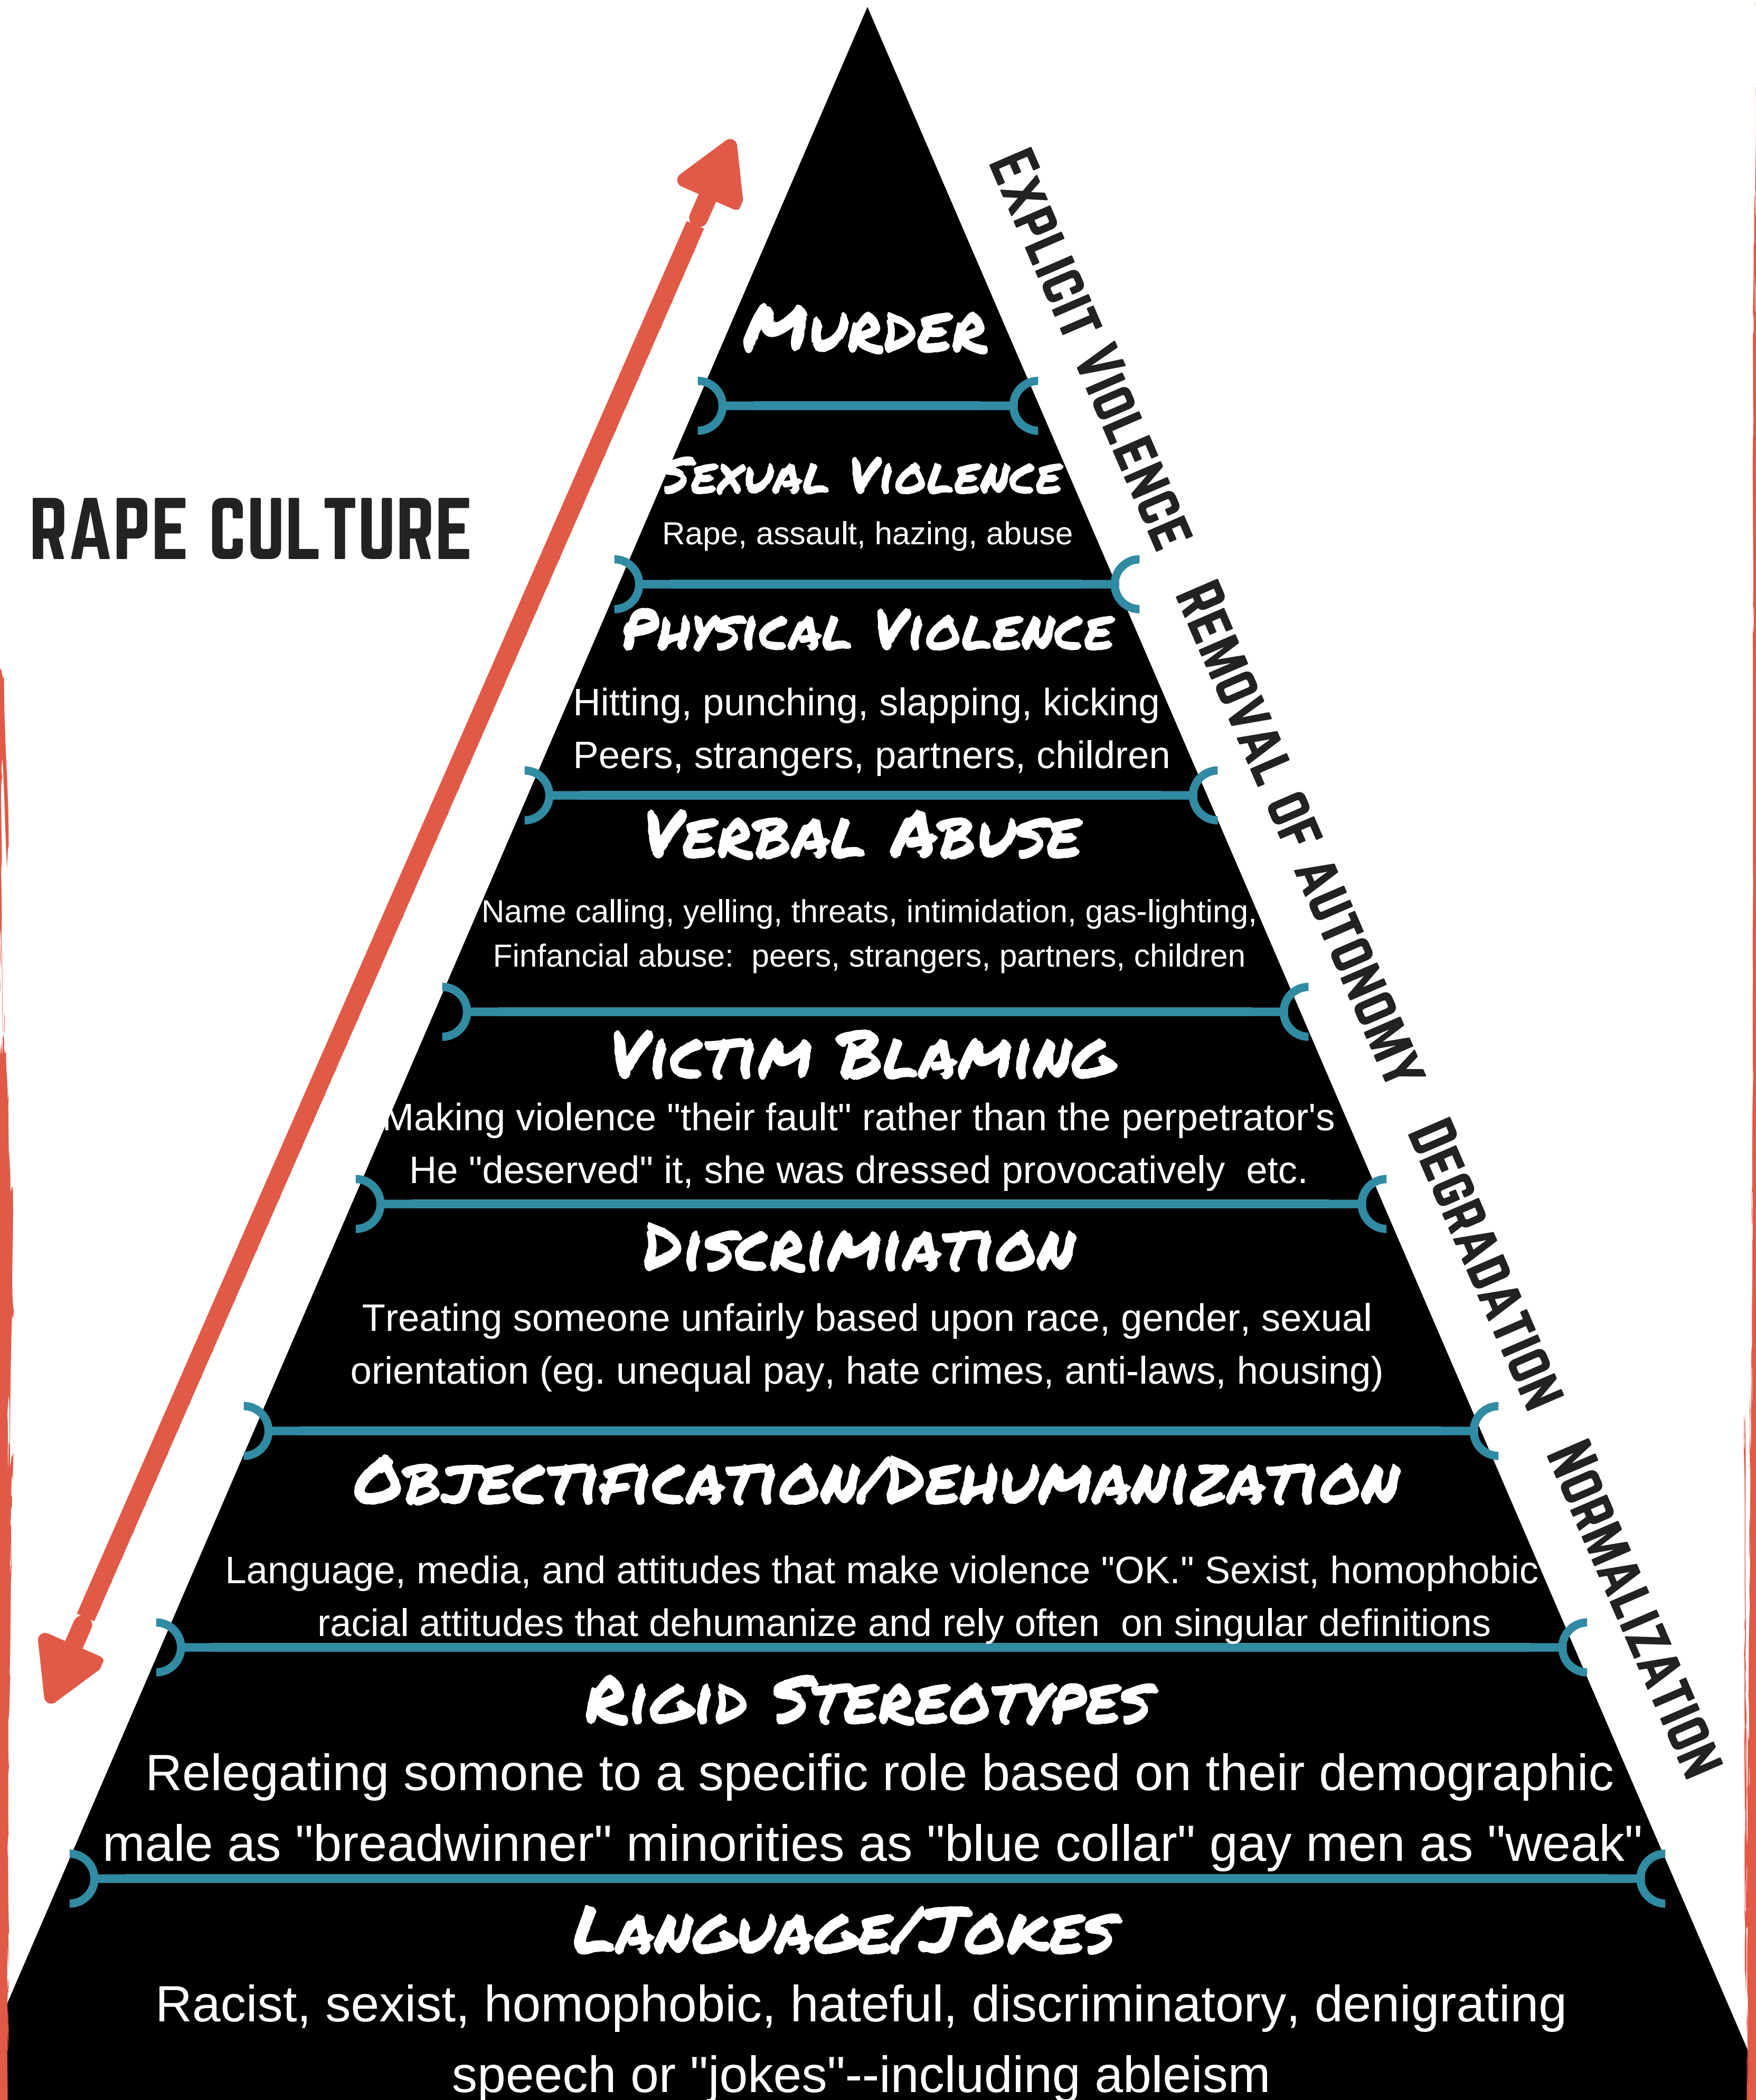 RAPE CULTURE
EXPLICIT VIOLENCE REMOVAL OF AUTONOMY DEGRADATION NORMALIZATION
MURDER
SEXUAL VIOLENCE
Rape, assault, hazing, abuse
PHYSICAL VIOLENCE
Hitting, punching, slapping, kicking
Peers, strangers, partners, children
VERBAL ABUSE
Name calling, yelling, threats, intimidation, gas-lighting,
Finfancial abuse:  peers, strangers, partners, children
VICTIM BLAMING
Making violence "their fault" rather than the perpetrator's
He "deserved" it, she was dressed provocatively  etc.
DISCRIMIATION
Treating someone unfairly based upon race, gender, sexual
orientation (eg. unequal pay, hate crimes, anti-laws, housing)
OBJECTIFICATION/DEHUMANIZATION
Language, media, and attitudes that make violence "OK." Sexist, homophobic
racial attitudes that dehumanize and rely often  on singular definitions
RIGID STEREOTYPES
Relegating somone to a specific role based on their demographic
male as "breadwinner" minorities as "blue collar" gay men as "weak"
LANGUAGE/JOKES
Racist, sexist, homophobic, hateful, discriminatory, denigrating
speech or "jokes"--including ableism